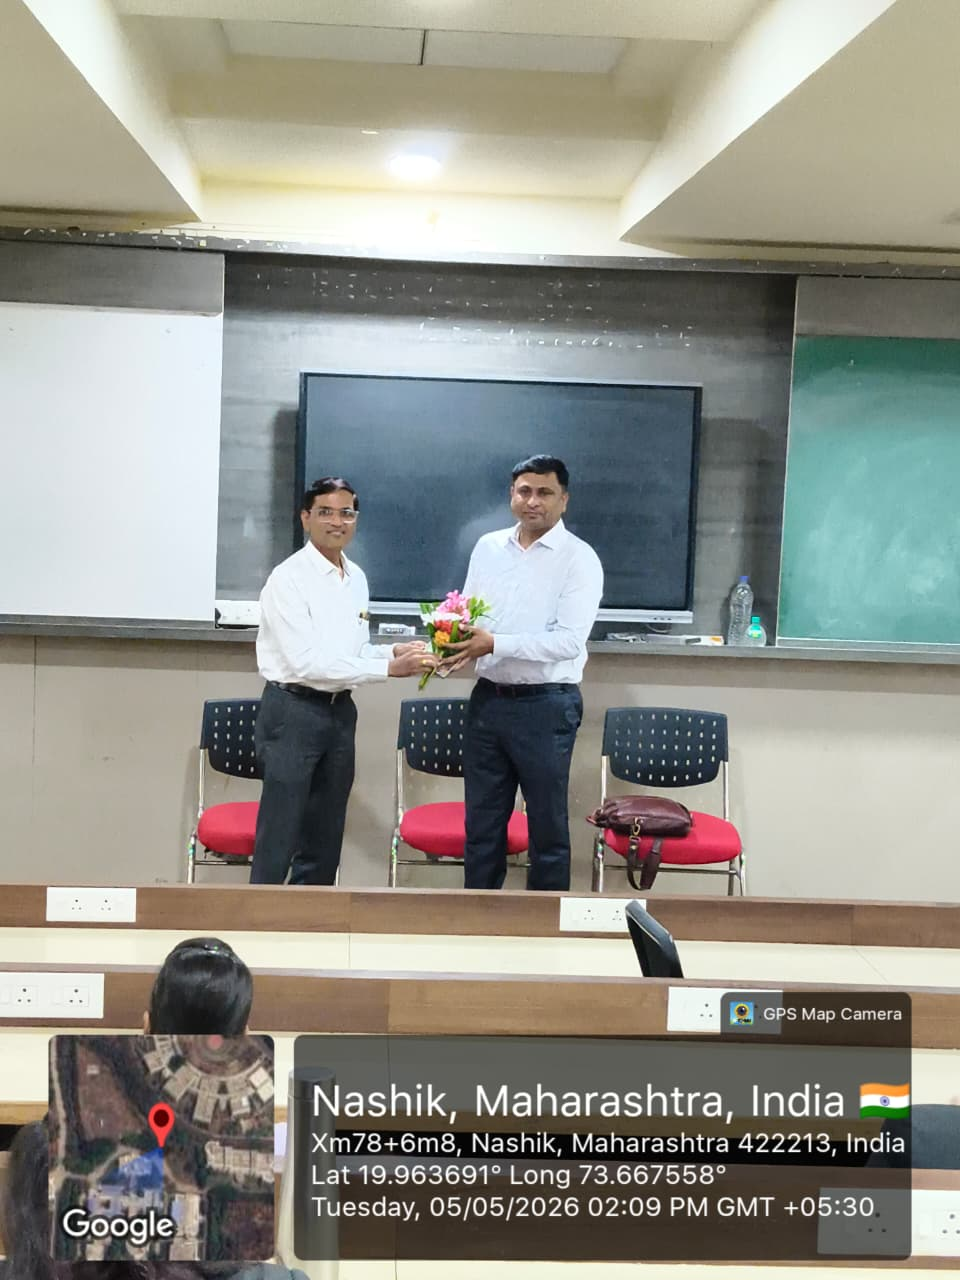 GPS Map Camera
Nashik, Maharashtra, India
Xm78+6m8, Nashik, Maharashtra 422213, India
Lat 19.963691° Long 73.667558°
Tuesday, 05/05/2026 02:09 PM GMT +05:30
Google